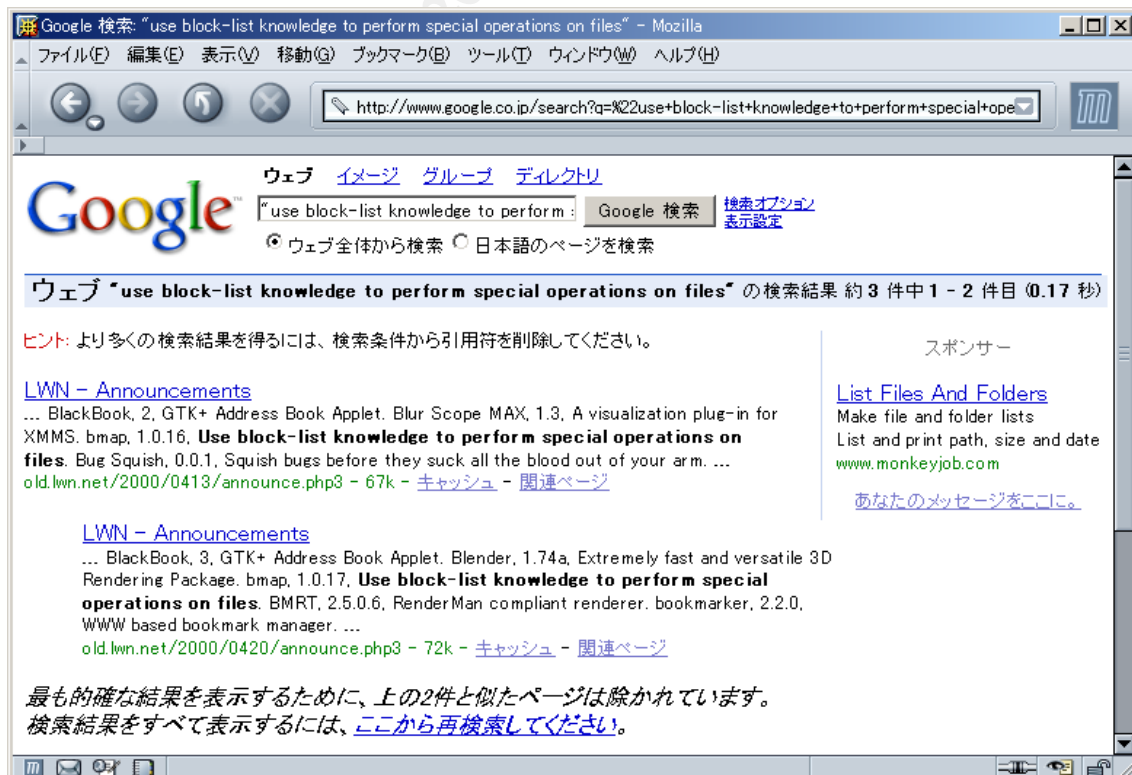 Google 検索: "use block-list knowledge to perform special operations on files" - Mozilla
ファイル(F) 編集(E) 表示(V) 移動(G) ブックマーク(B) ツール(T) ウィンドウ(W) ヘルプ(H)
http://www.google.co.jp/search?q=%22use+block-list+knowledge+to+perform+special+ope
Google™
ウェブ イメージ グループ ディレクトリ
"use block-list knowledge to perform : Google 検索 検索オプション
表示設定
ウェブ全体から検索 日本語のページを検索
ウェブ "use block-list knowledge to perform special operations on files" の検索結果 約 3 件中 1 - 2 件目 (0.17 秒)
ヒント: より多くの検索結果を得るには、検索条件から引用符を削除してください。
LWN - Announcements
... BlackBook, 2, GTK+ Address Book Applet. Blur Scope MAX, 1.3, A visualization plug-in for
XMMS. bmap, 1.0.16, Use block-list knowledge to perform special operations on
files. Bug Squish, 0.0.1, Squish bugs before they suck all the blood out of your arm. ...
old.lwn.net/2000/0413/announce.php3 - 67k - キャッシュ - 関連ページ
LWN - Announcements
... BlackBook, 3, GTK+ Address Book Applet. Blender, 1.74a, Extremely fast and versatile 3D
Rendering Package. bmap, 1.0.17, Use block-list knowledge to perform special
operations on files. BMRT, 2.5.0.6, RenderMan compliant renderer. bookmarker, 2.2.0,
WWW based bookmark manager. ...
old.lwn.net/2000/0420/announce.php3 - 72k - キャッシュ - 関連ページ
最も的確な結果を表示するために、上の2件と似たページは除かれています。
検索結果をすべて表示するには、ここから再検索してください。
スポンサー
List Files And Folders
Make file and folder lists
List and print path, size and date
www.monkeyjob.com
あなたのメッセージをここに。